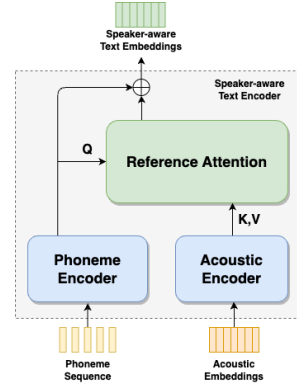 Speaker-aware
Text Embeddings
Speaker-aware
Text Encoder
Q
Reference Attention
K,V
Phoneme
Encoder
Acoustic
Encoder
Phoneme
Sequence
Acoustic
Embeddings